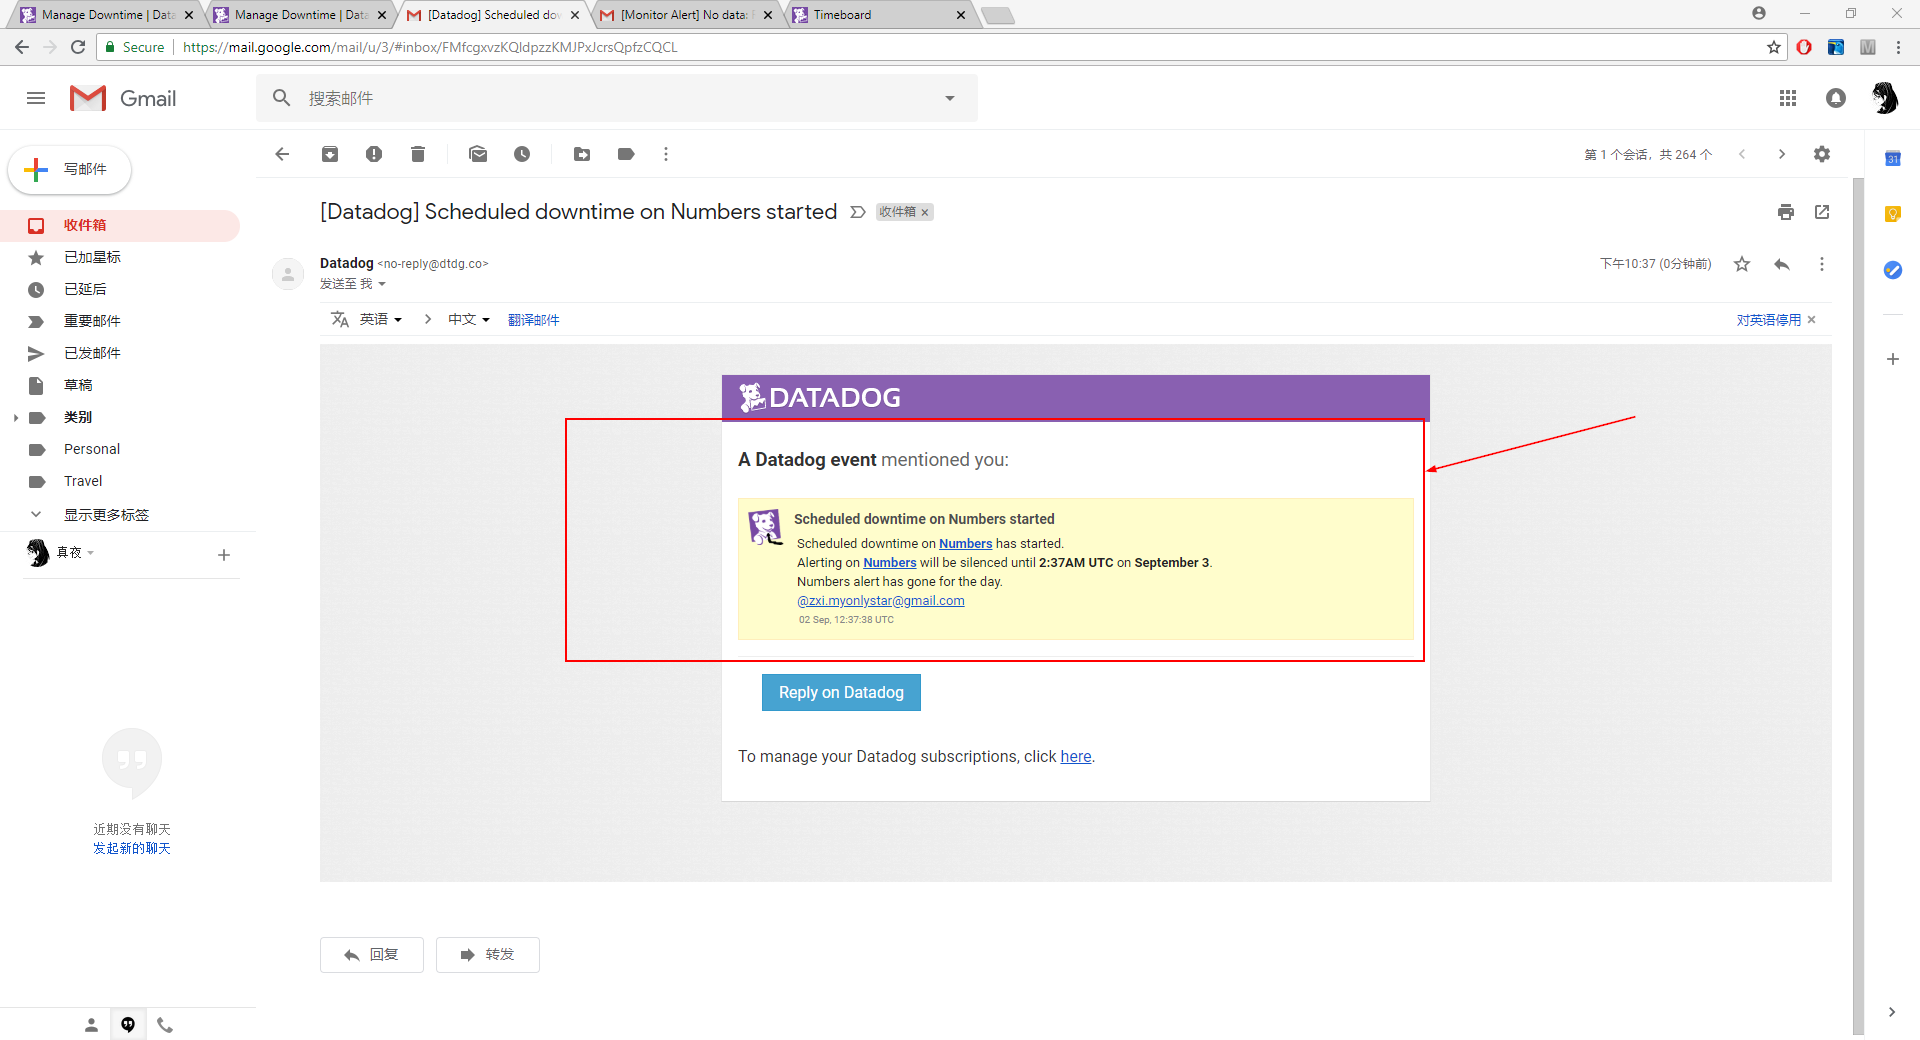 Manage Downtime | Data
Manage Downtime | Data
[Datadog] Scheduled do
[Monitor Alert] No data:
Timeboard
Secure
https://mail.google.com/mail/u/3/#inbox/FMfcgxvzKQldpzzKMJPxJcrsQpfzCQCL
Gmail
搜索邮件
写邮件
第 1 个会话，共 264 个
31
收件箱
已加星标
已延后
重要邮件
已发邮件
草稿
类别
Personal
Travel
显示更多标签
真夜
近期没有聊天
发起新的聊天
[Datadog] Scheduled downtime on Numbers started
收件箱 ×
Datadog <no-reply@dtdg.co>
下午10:37 (0分钟前)
发送至 我
英语 > 中文 翻译邮件
对英语停用 ×
DATADOG
A Datadog event mentioned you:
Scheduled downtime on Numbers started
Scheduled downtime on Numbers has started.
Alerting on Numbers will be silenced until 2:37AM UTC on September 3.
Numbers alert has gone for the day.
@zxi.myonlystar@gmail.com
02 Sep, 12:37:38 UTC
Reply on Datadog
To manage your Datadog subscriptions, click here.
回复
转发